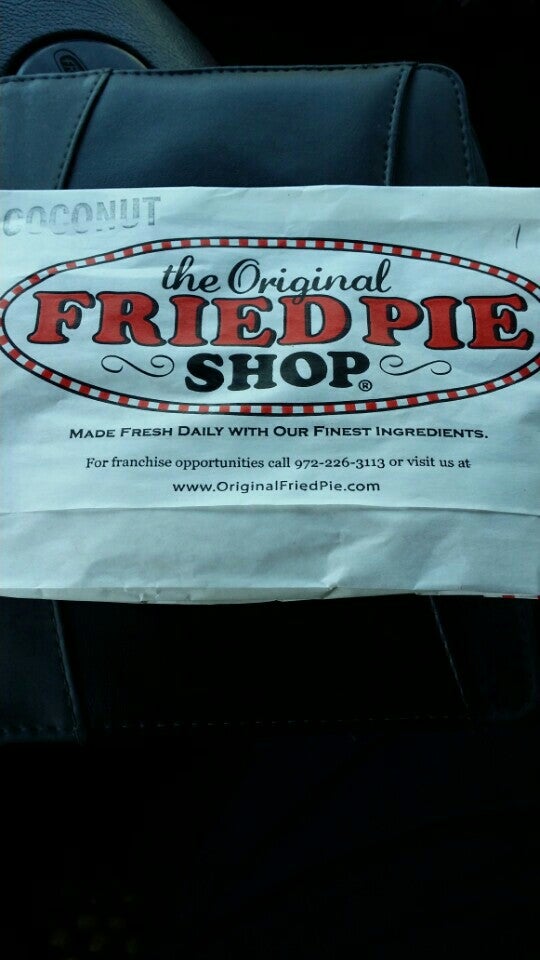 COCONUT
the Original
FRIED PIE
SHOP®
MADE FRESH DAILY WITH OUR FINEST INGREDIENTS.
For franchise opportunities call 972-226-3113 or visit us at
www.OriginalFriedPie.com